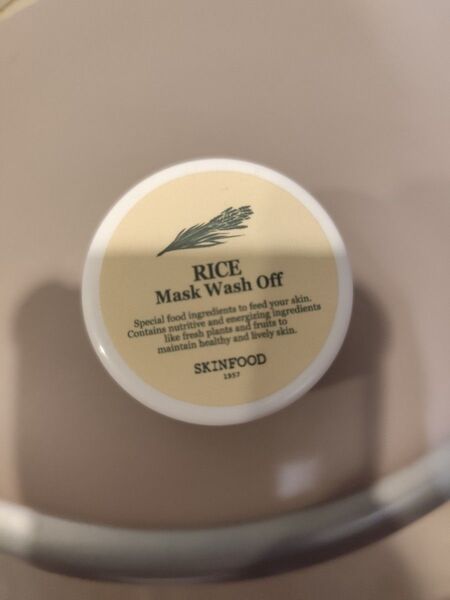 RICE
Mask Wash Off
Special food ingredients to feed your skin.
Contains nutritive and energizing ingredients
like fresh plants and fruits to
maintain healthy and lively skin.
SKINFOOD
1957